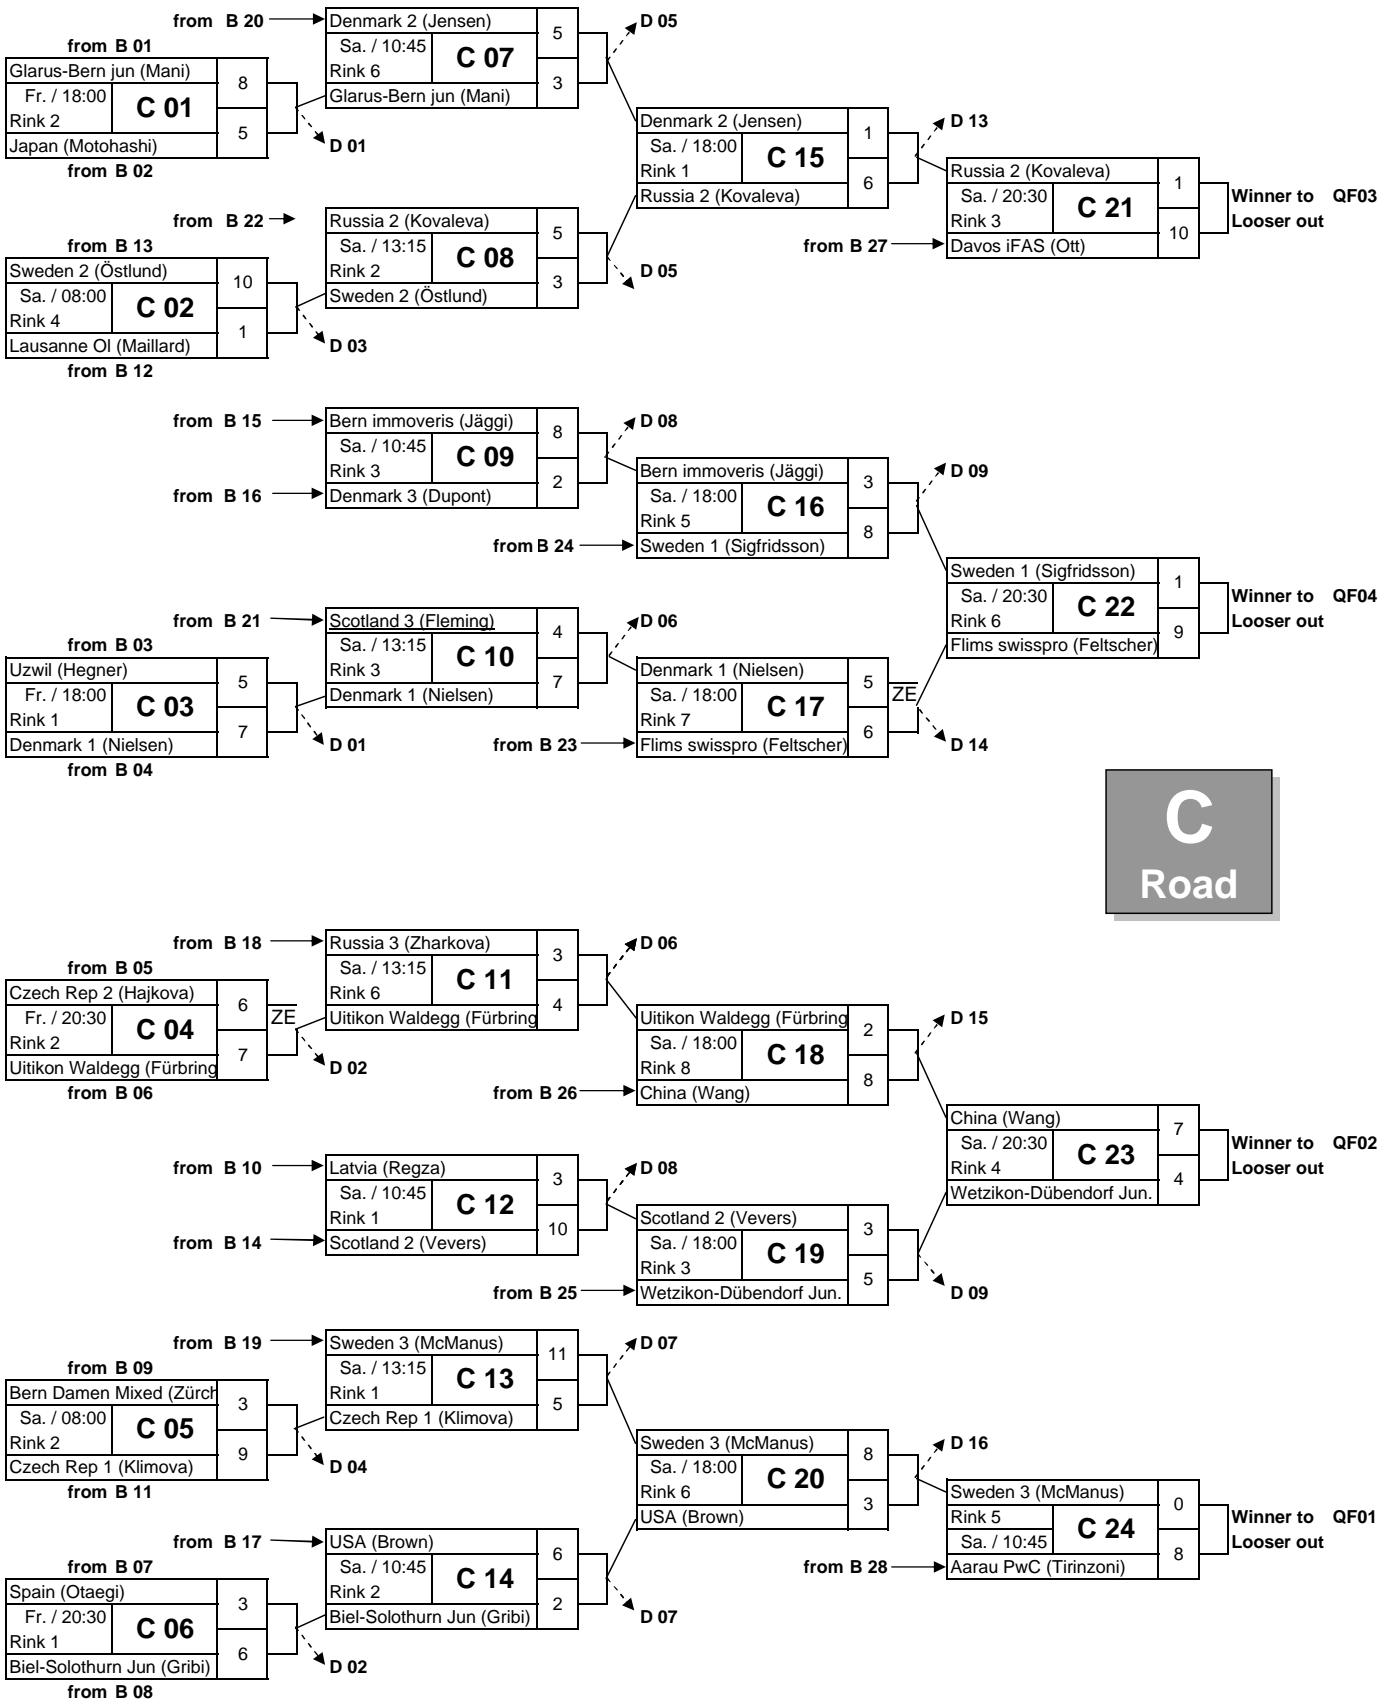 from B 20
Denmark 2 (Jensen)
5
D 05
from B 01
Sa. / 10:45
C 07
Glarus-Bern jun (Mani)
8
Rink 6
3
Fr. / 18:00
C 01
Glarus-Bern jun (Mani)
Rink 2
5
Denmark 2 (Jensen)
1
D 13
Japan (Motohashi)
D 01
Sa. / 18:00
C 15
from B 02
Rink 1
6
Russia 2 (Kovaleva)
1
Russia 2 (Kovaleva)
Sa. / 20:30
C 21
Winner to QF03
from B 22
Russia 2 (Kovaleva)
5
Rink 3
10
Looser out
from B 13
Sa. / 13:15
C 08
from B 27
Davos iFAS (Ott)
Sweden 2 (Östlund)
10
Rink 2
3
D 05
Sa. / 08:00
C 02
Sweden 2 (Östlund)
Rink 4
1
Lausanne Ol (Maillard)
D 03
from B 12
from B 15
Bern immoveris (Jäggi)
8
D 08
Sa. / 10:45
C 09
Rink 3
2
Bern immoveris (Jäggi)
3
D 09
from B 16
Denmark 3 (Dupont)
Sa. / 18:00
C 16
Rink 5
8
from B 24
Sweden 1 (Sigfridsson)
Sweden 1 (Sigfridsson)
1
Sa. / 20:30
C 22
Winner to QF04
from B 21
Scotland 3 (Fleming)
4
D 06
Rink 6
9
Looser out
from B 03
Sa. / 13:15
C 10
Flims swisspro (Feltscher)
Uzwil (Hegner)
5
Rink 3
7
Denmark 1 (Nielsen)
5
ZE
Fr. / 18:00
C 03
Denmark 1 (Nielsen)
Sa. / 18:00
C 17
Rink 1
7
Rink 7
6
Denmark 1 (Nielsen)
D 01
from B 23
Flims swisspro (Feltscher)
D 14
from B 04
C
Road
from B 18
Russia 3 (Zharkova)
3
D 06
from B 05
Sa. / 13:15
C 11
Czech Rep 2 (Hajkova)
6
ZE
Rink 6
4
Fr. / 20:30
C 04
Uitikon Waldegg (Fürbring
Uitikon Waldegg (Fürbring
2
D 15
Rink 2
7
Sa. / 18:00
C 18
Uitikon Waldegg (Fürbring
D 02
Rink 8
8
from B 06
from B 26
China (Wang)
China (Wang)
7
Sa. / 20:30
C 23
Winner to QF02
from B 10
Latvia (Regza)
3
D 08
Rink 4
4
Looser out
Sa. / 10:45
C 12
Wetzikon-Dübendorf Jun.
Rink 1
10
Scotland 2 (Vevers)
3
from B 14
Scotland 2 (Vevers)
Sa. / 18:00
C 19
Rink 3
5
from B 25
Wetzikon-Dübendorf Jun.
D 09
from B 19
Sweden 3 (McManus)
11
D 07
from B 09
Sa. / 13:15
C 13
Bern Damen Mixed (Zürch
3
Rink 1
5
Sa. / 08:00
C 05
Czech Rep 1 (Klimova)
Rink 2
9
Sweden 3 (McManus)
8
D 16
Czech Rep 1 (Klimova)
D 04
Sa. / 18:00
C 20
from B 11
Rink 6
3
Sweden 3 (McManus)
0
USA (Brown)
Rink 5
C 24
Winner to QF01
from B 17
USA (Brown)
6
Sa. / 10:45
8
Looser out
from B 07
Sa. / 10:45
C 14
from B 28
Aarau PwC (Tirinzoni)
Spain (Otaegi)
3
Rink 2
2
Fr. / 20:30
C 06
Biel-Solothurn Jun (Gribi)
D 07
Rink 1
6
Biel-Solothurn Jun (Gribi)
D 02
from B 08